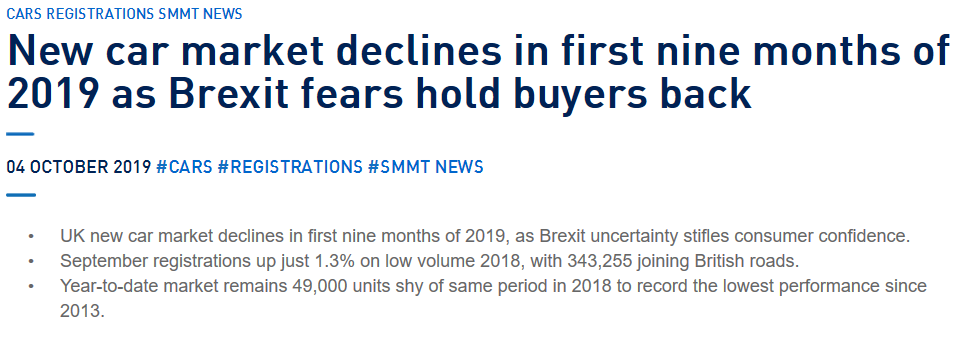 CARS REGISTRATIONS SMMT NEWS
New car market declines in first nine months of
2019 as Brexit fears hold buyers back
04 OCTOBER 2019 #CARS #REGISTRATIONS #SMMT NEWS
• UK new car market declines in first nine months of 2019, as Brexit uncertainty stifles consumer confidence.
• September registrations up just 1.3% on low volume 2018, with 343,255 joining British roads.
• Year-to-date market remains 49,000 units shy of same period in 2018 to record the lowest performance since
2013.